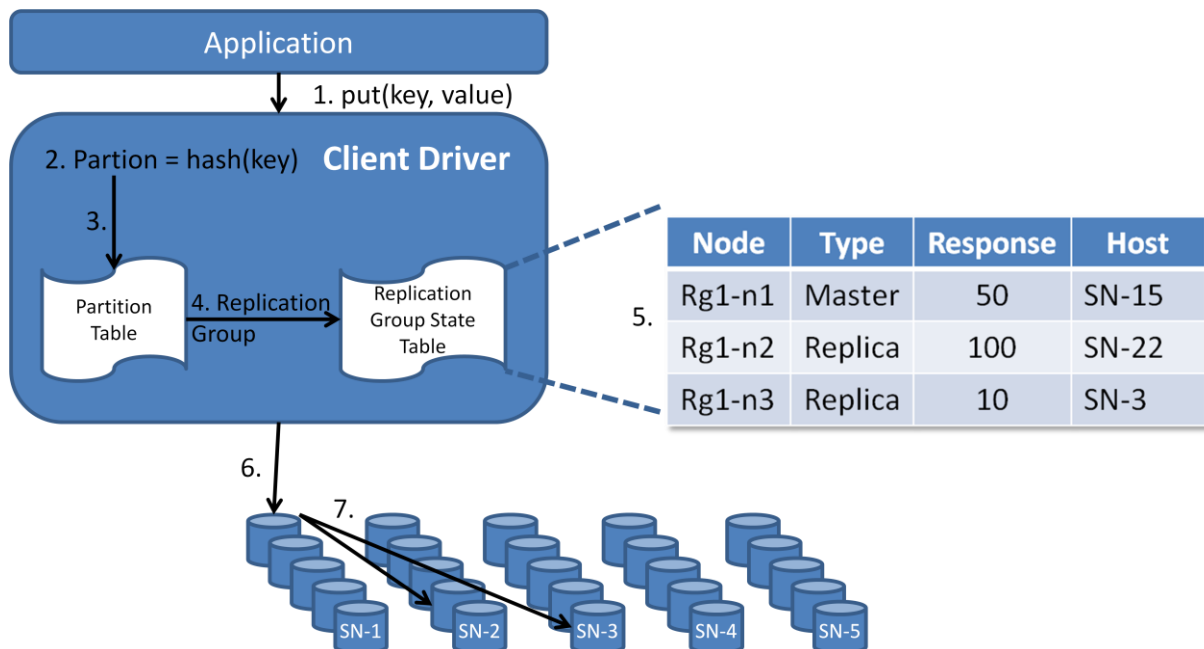 Application
1. put(key, value)
2. Partion = hash(key)
Client Driver
3.
Partition
Table
4. Replication
Group
Replication
Group State
Table
5.
Node Type Response Host
Rg1-n1 Master 50 SN-15
Rg1-n2 Replica 100 SN-22
Rg1-n3 Replica 10 SN-3
6.
7.
SN-1 SN-2 SN-3 SN-4 SN-5